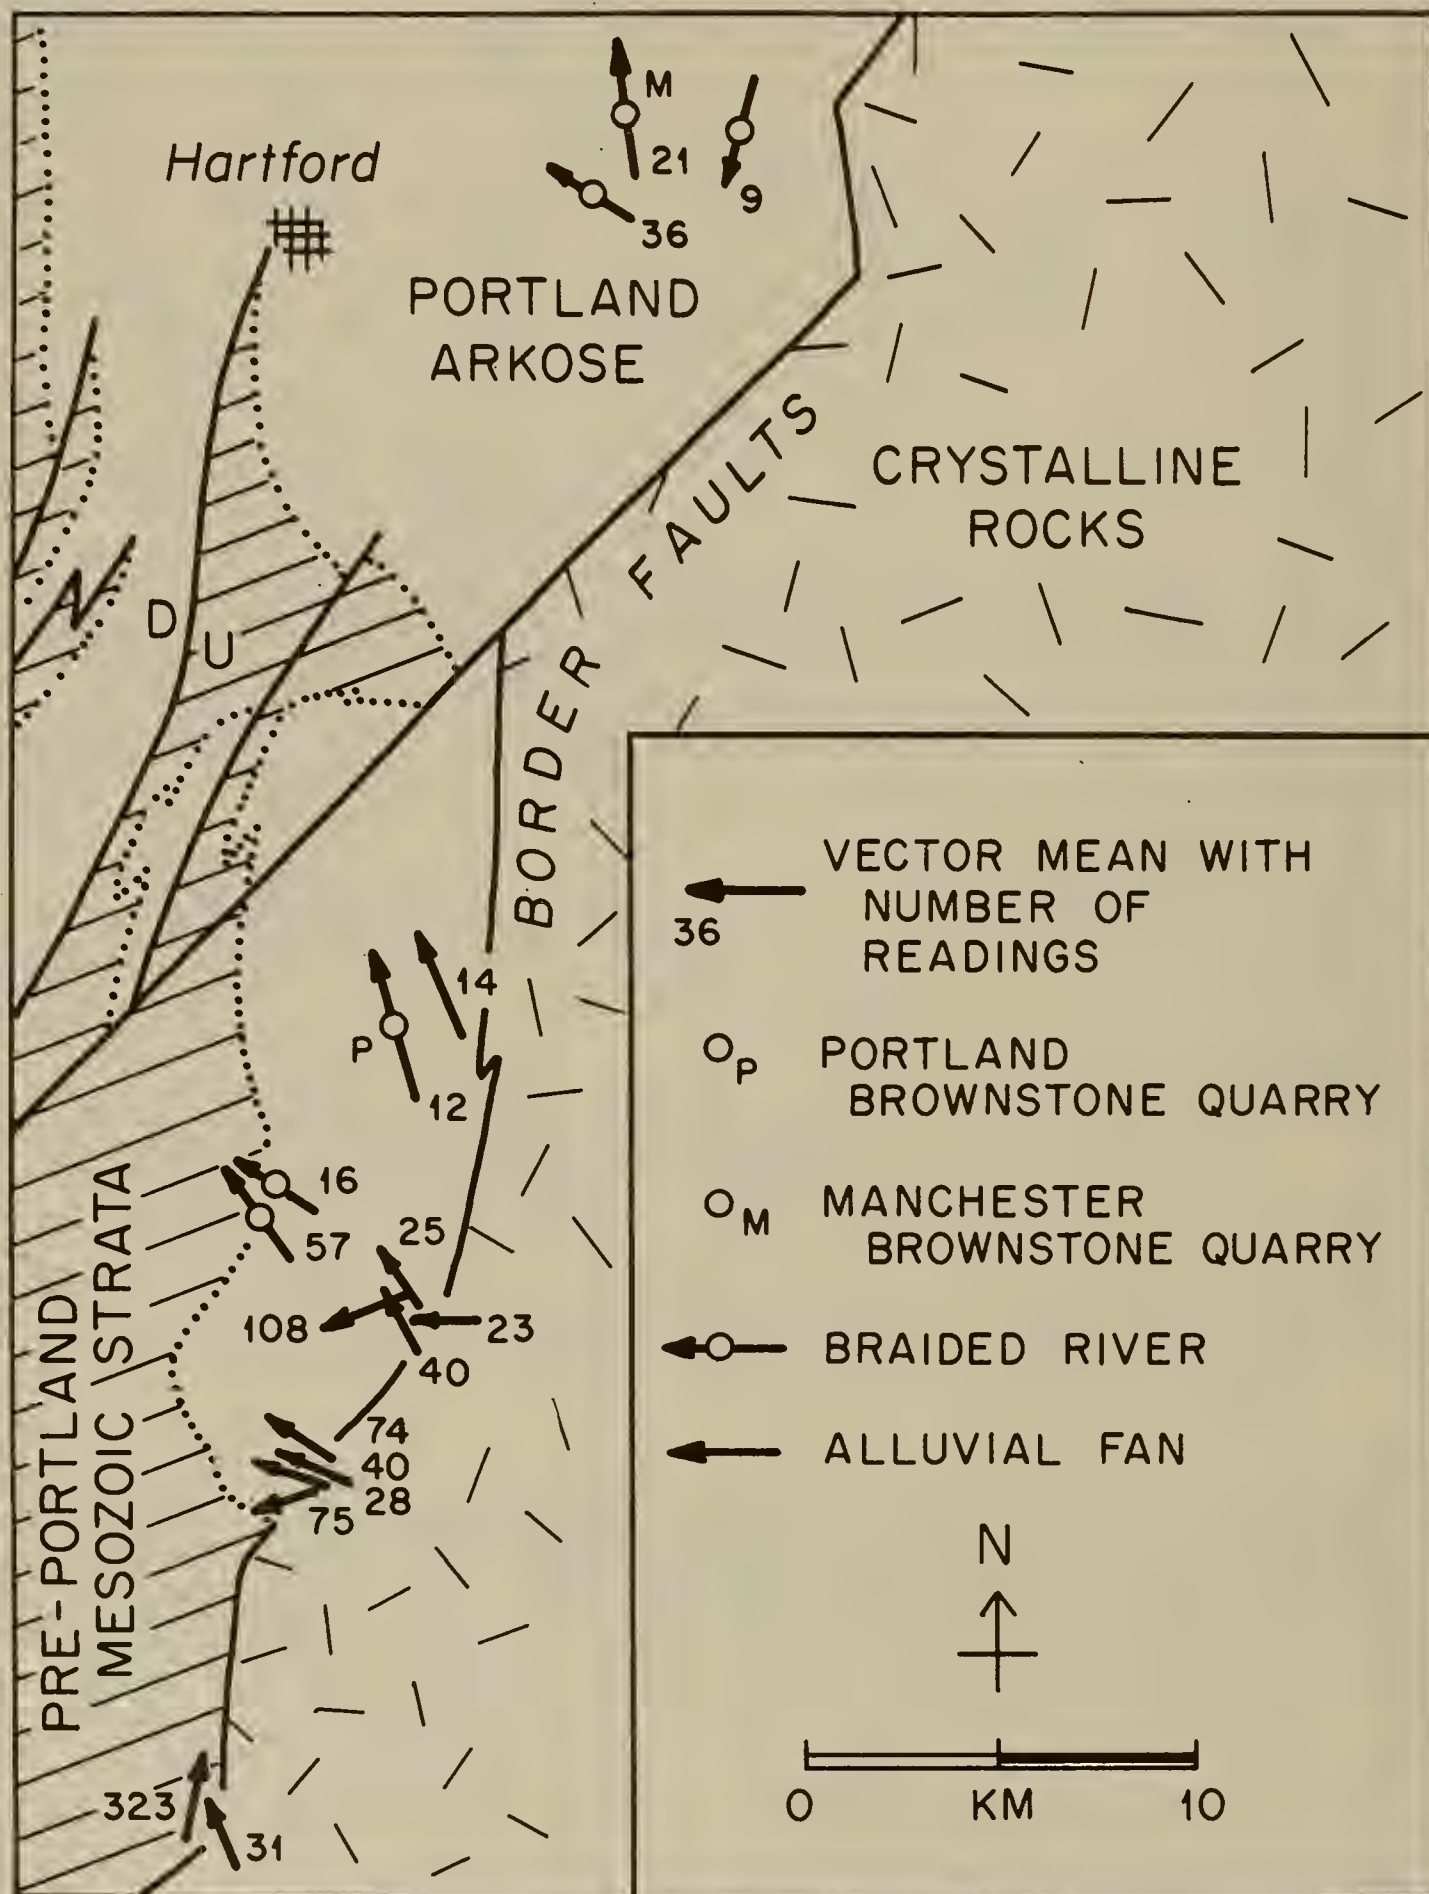 M
Hartford
21
9
36
PORTLAND
ARKOSE
BORDER FAULTS
CRYSTALLINE
ROCKS
D
U
14
P
12
16
57
25
108
23
40
74
40
28
75
PRE-PORTLAND
MESOZOIC STRATA
323
31
VECTOR MEAN WITH
NUMBER OF
READINGS
36
P
PORTLAND
BROWNSTONE QUARRY
M
MANCHESTER
BROWNSTONE QUARRY
BRAIDED RIVER
ALLUVIAL FAN
N
0 KM 10